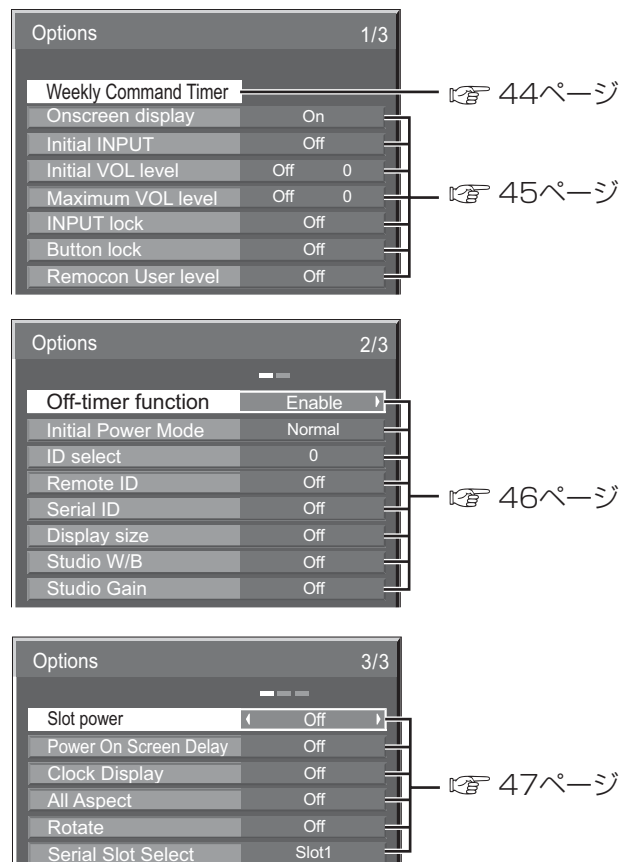 Options 1/3
Weekly Command Timer
☞ 44ページ
Onscreen display On
Initial INPUT Off
Initial VOL level Off 0
Maximum VOL level Off 0
☞ 45ページ
INPUT lock Off
Button lock Off
Remocon User level Off
Options 2/3
Off-timer function Enable
Initial Power Mode Normal
ID select 0
Remote ID Off
Serial ID Off
☞ 46ページ
Display size Off
Studio W/B Off
Studio Gain Off
Options 3/3
Slot power Off
Power On Screen Delay Off
Clock Display Off
All Aspect Off
☞ 47ページ
Rotate Off
Serial Slot Select Slot1